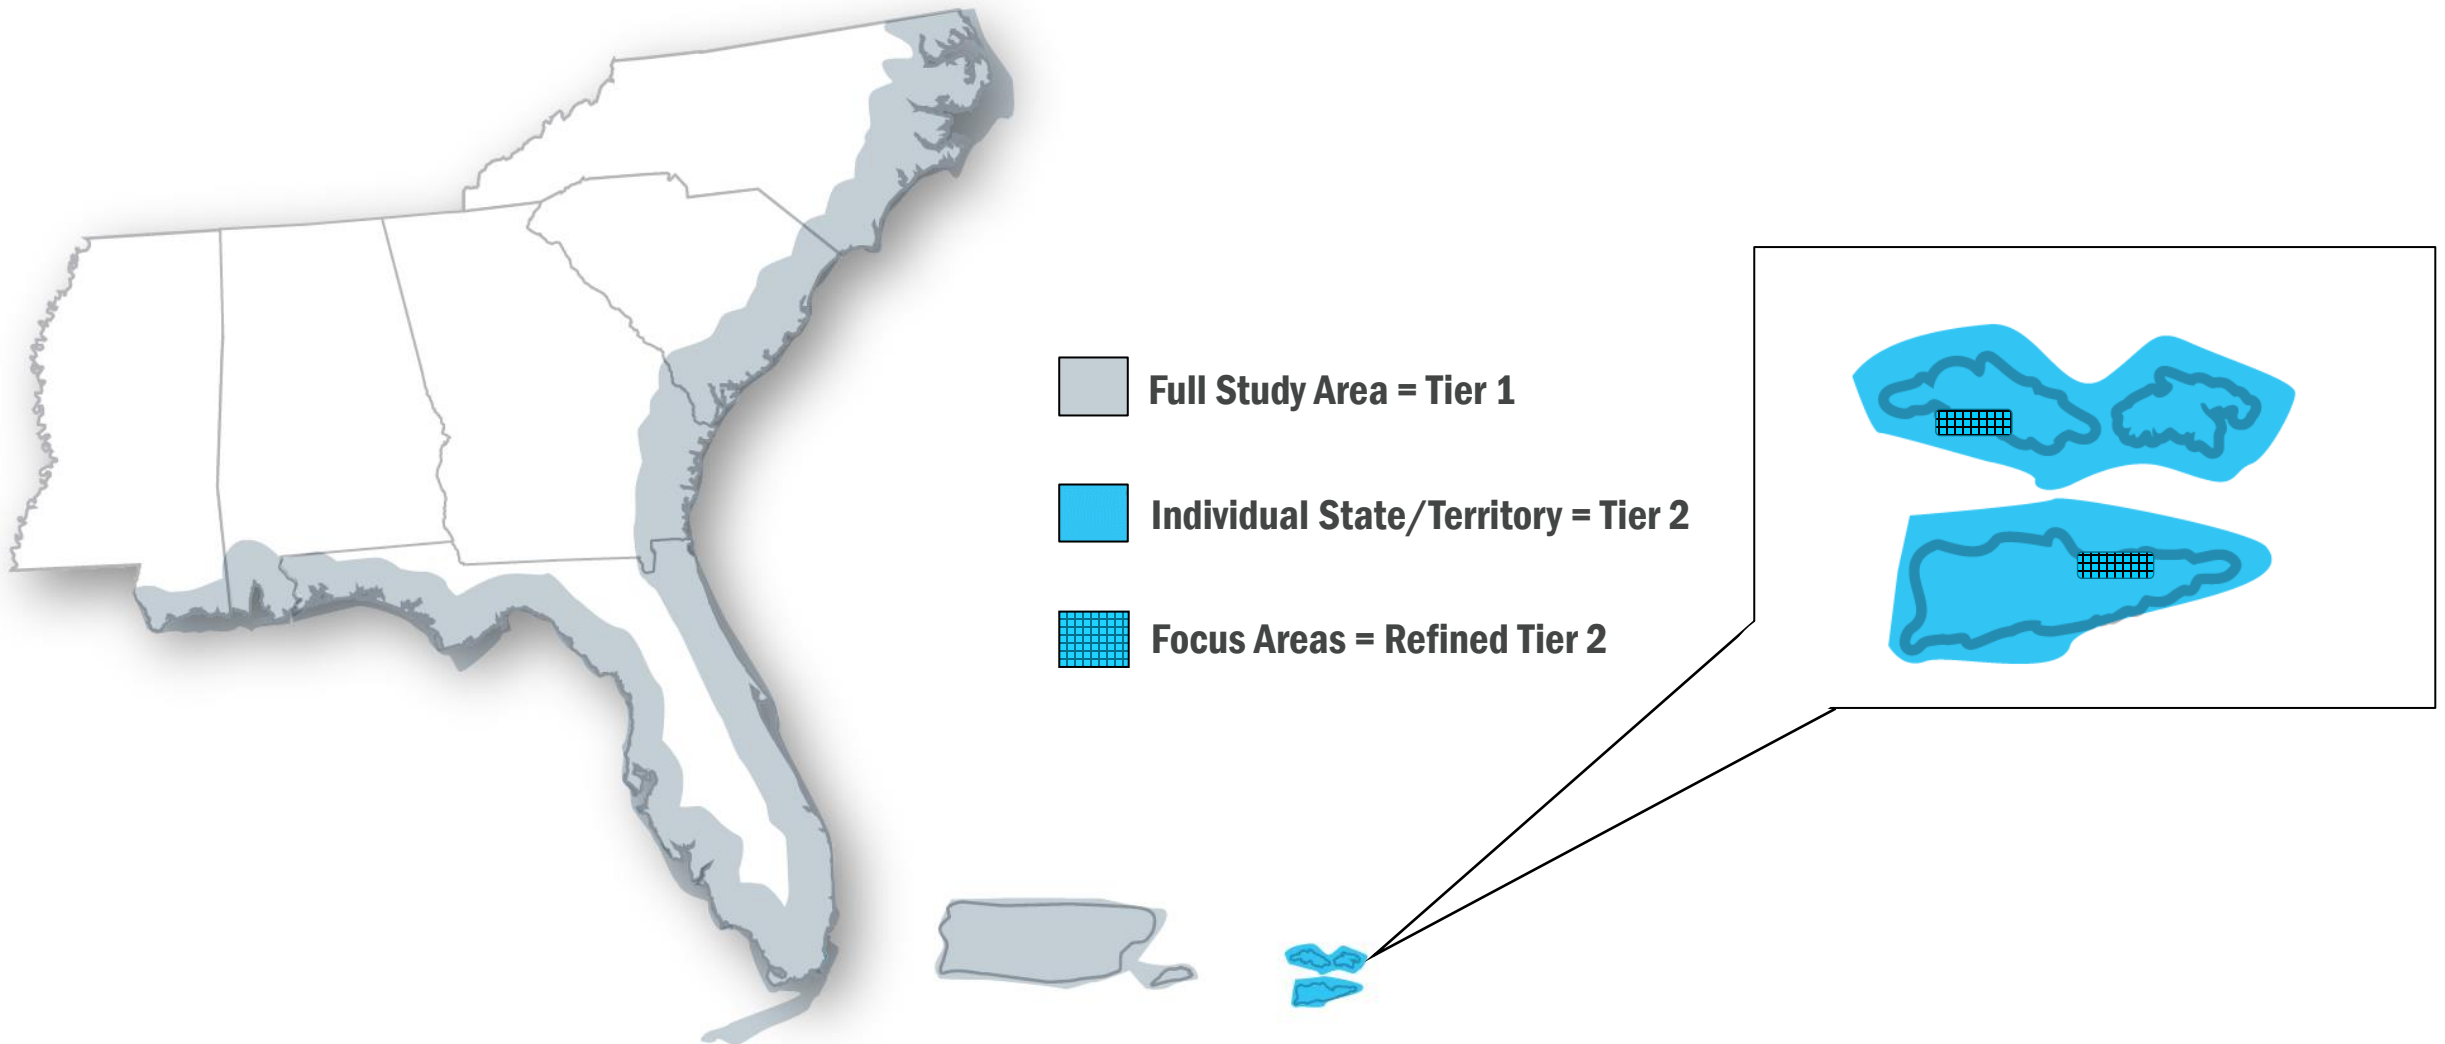 Full Study Area = Tier 1
Individual State/Territory = Tier 2
Focus Areas = Refined Tier 2